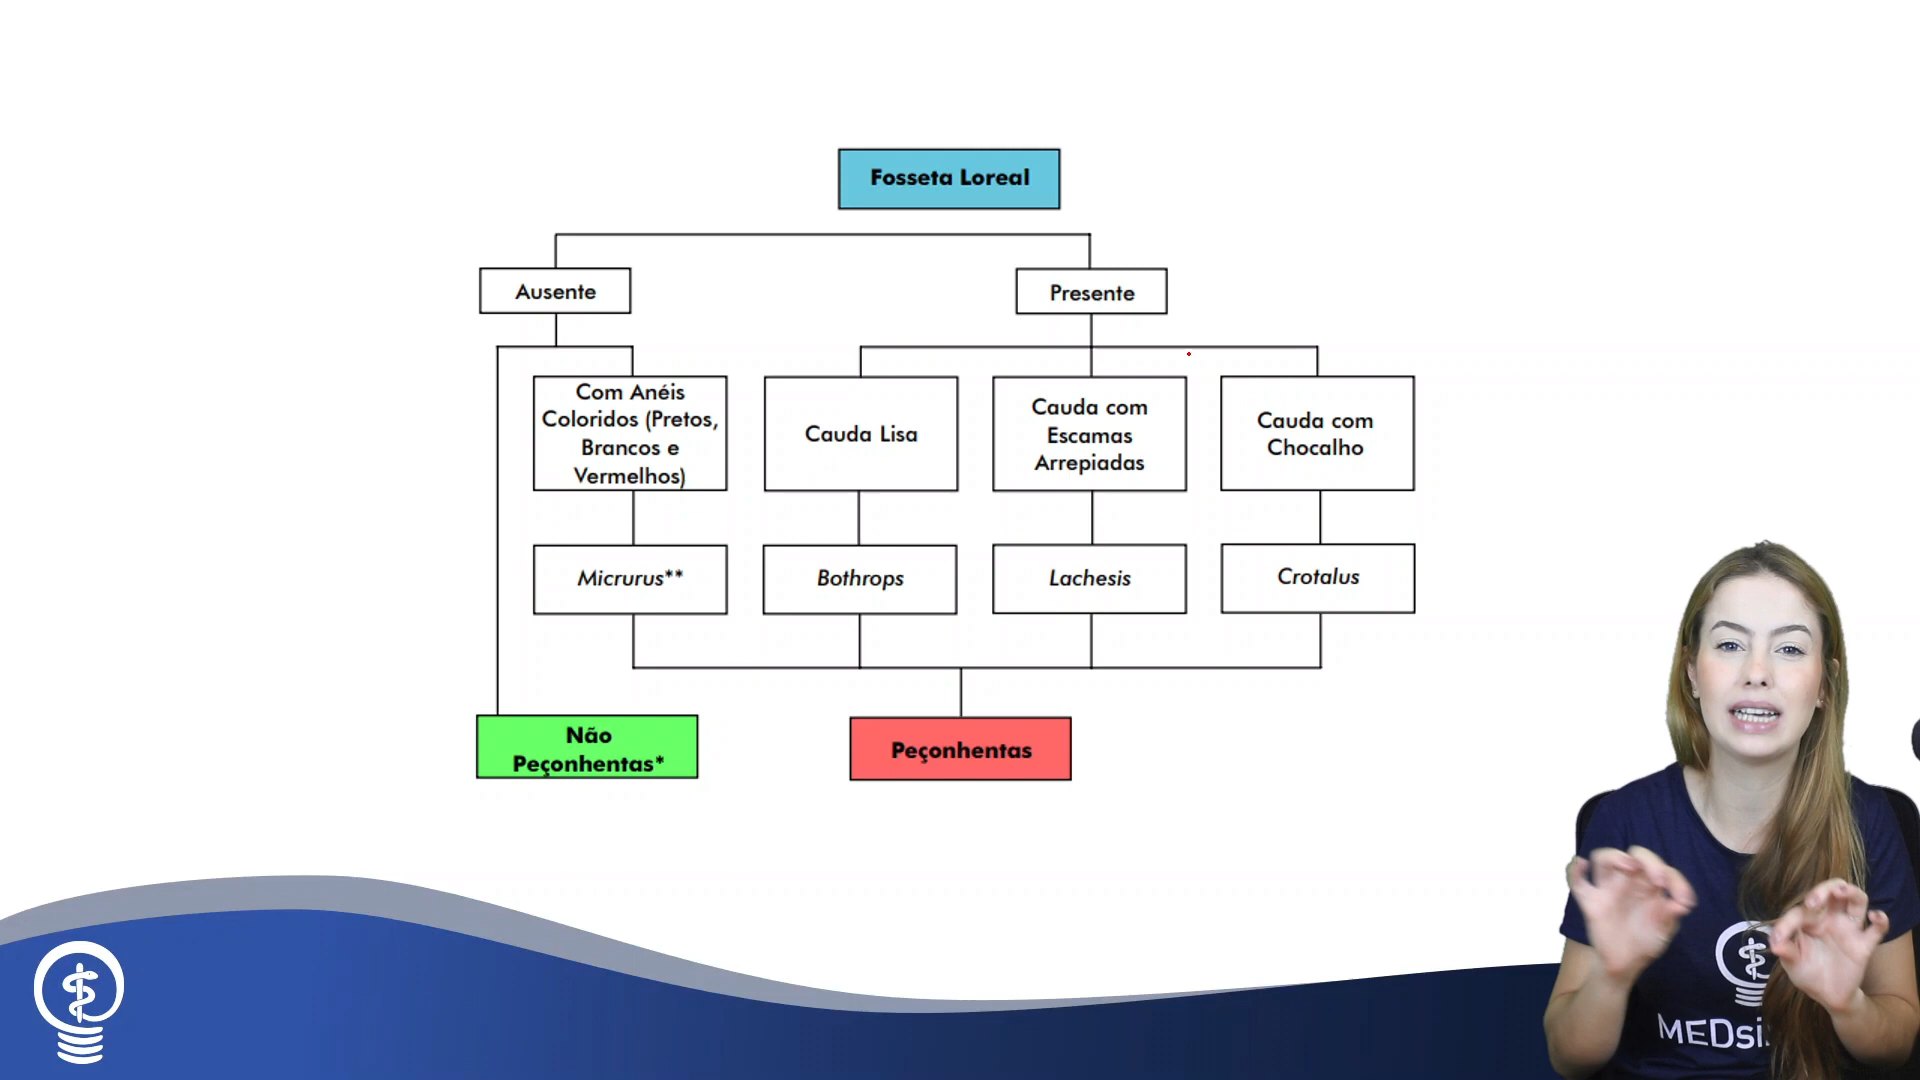 Fosseta Loreal
Ausente
Presente
Com Anéis
Coloridos (Pretos,
Brancos e
Vermelhos)
Cauda Lisa
Cauda com
Escamas
Arrepiadas
Cauda com
Chocalho
Micrurus**
Bothrops
Lachesis
Crotalus
Não
Peçonhentas*
Peçonhentas